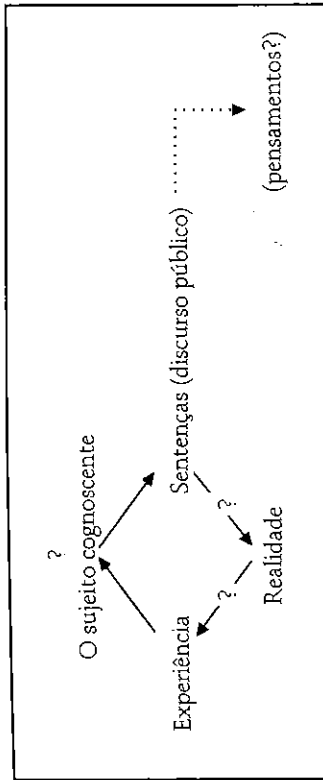 ?
O sujeito cognoscente
Experiência
Sentenças (discurso público)
?
?
Realidade
(pensamentos?)